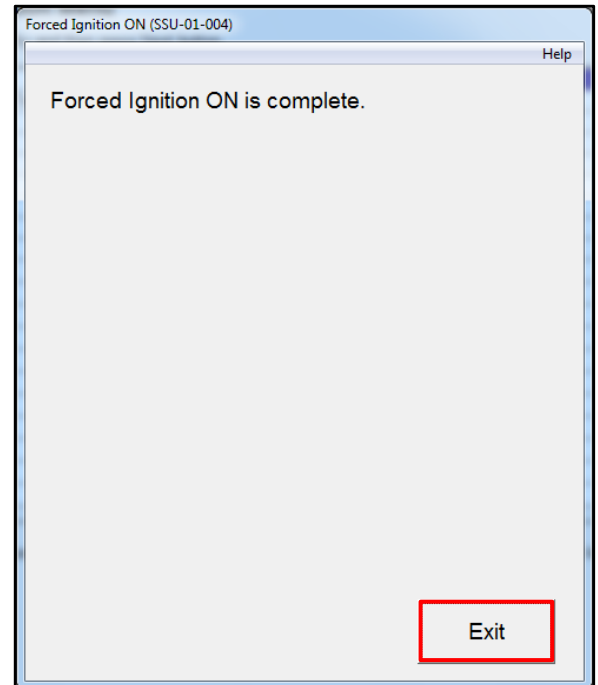 Forced Ignition ON (SSU-01-004)
Help
Forced Ignition ON is complete.
Exit